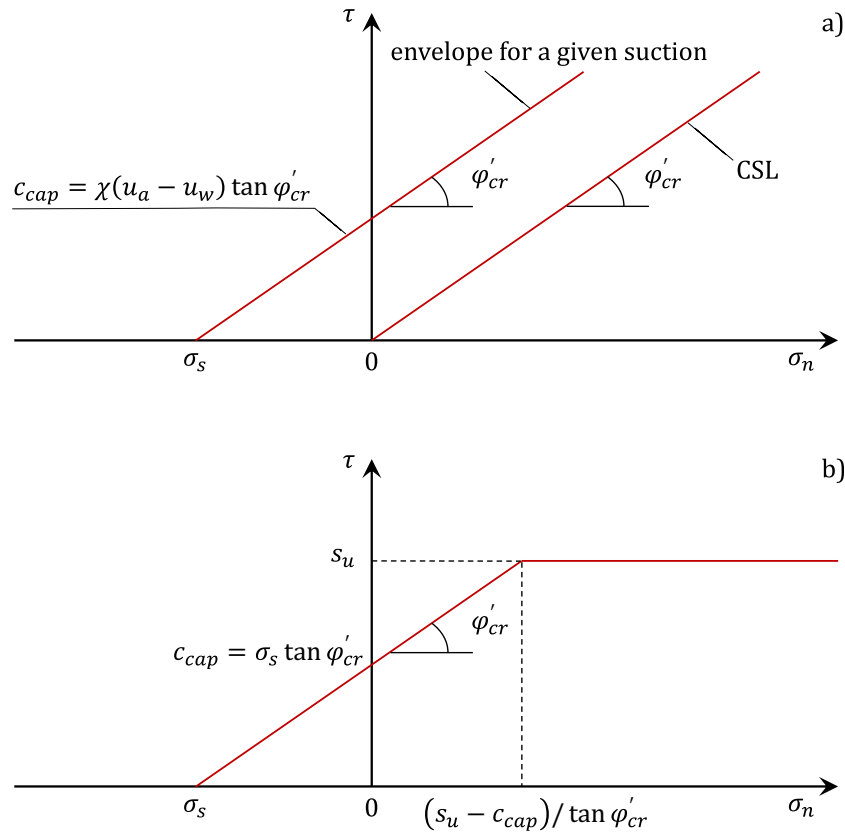 τ
a)
envelope for a given suction
c_cap = χ(u_a − u_w) tan φ′_cr
φ′_cr
φ′_cr
CSL
σ_s
0
σ_n
τ
b)
s_u
φ′_cr
c_cap = σ_s tan φ′_cr
σ_s
0
(s_u − c_cap)/tan φ′_cr
σ_n